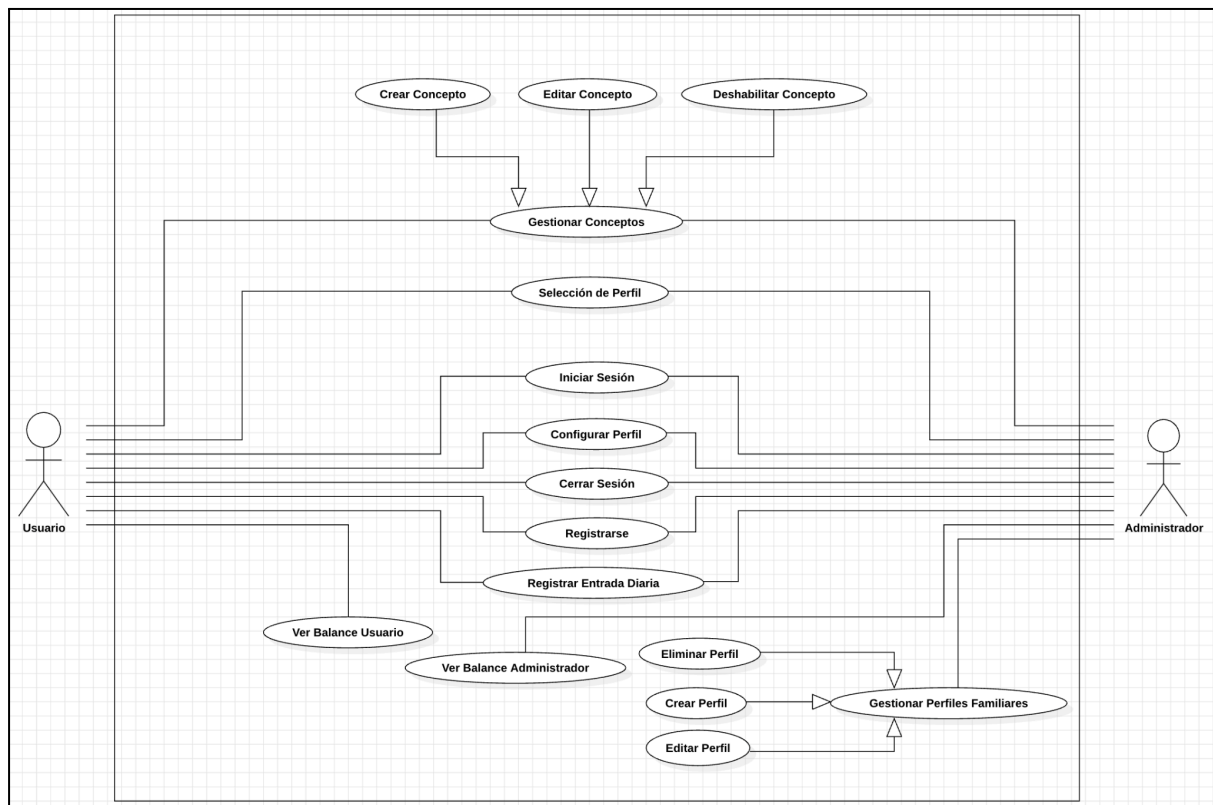 Crear Concepto
Editar Concepto
Deshabilitar Concepto
Gestionar Conceptos
Selección de Perfil
Iniciar Sesión
Configurar Perfil
Cerrar Sesión
Usuario
Administrador
Registrarse
Registrar Entrada Diaria
Ver Balance Usuario
Ver Balance Administrador
Eliminar Perfil
Crear Perfil
Gestionar Perfiles Familiares
Editar Perfil